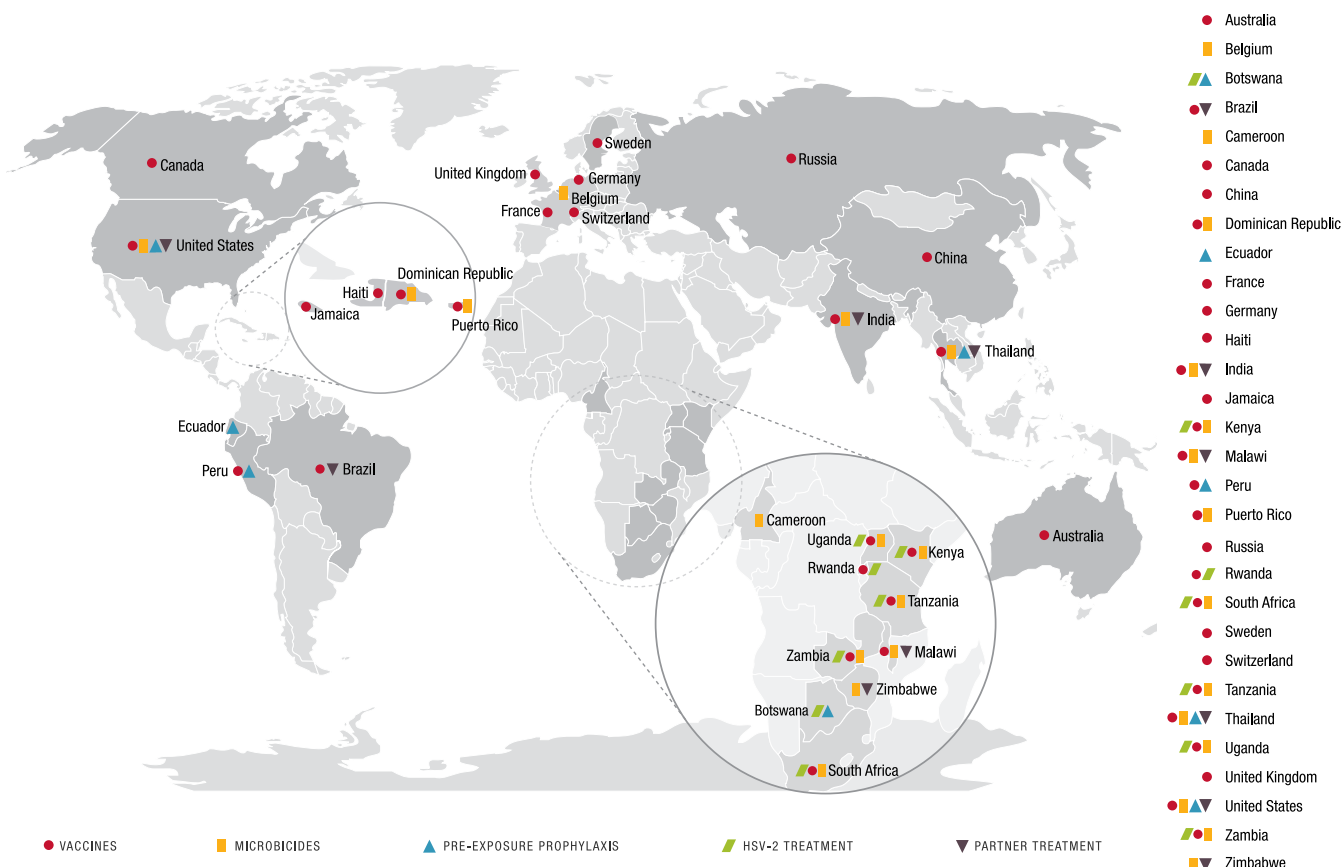 Canada
United States
Sweden
United Kingdom
Germany
Belgium
France
Switzerland
Russia
China
Dominican Republic
Haiti
Jamaica
Puerto Rico
India
Thailand
Ecuador
Peru
Brazil
Australia
Cameroon
Uganda
Kenya
Rwanda
Tanzania
Zambia
Malawi
Zimbabwe
Botswana
South Africa
Australia
Belgium
Botswana
Brazil
Cameroon
Canada
China
Dominican Republic
Ecuador
France
Germany
Haiti
India
Jamaica
Kenya
Malawi
Peru
Puerto Rico
Russia
Rwanda
South Africa
Sweden
Switzerland
Tanzania
Thailand
Uganda
United Kingdom
United States
Zambia
Zimbabwe
VACCINES
MICROBICIDES
PRE-EXPOSURE PROPHYLAXIS
HSV-2 TREATMENT
PARTNER TREATMENT